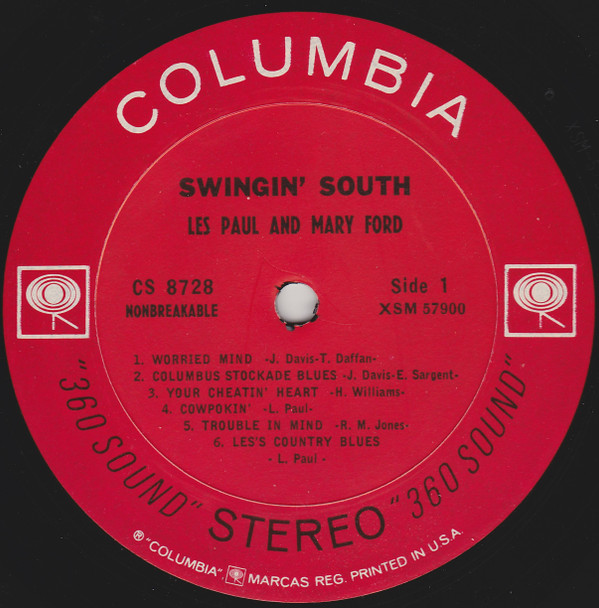 COLUMBIA
SWINGIN' SOUTH
LES PAUL AND MARY FORD
CS 8728
NONBREAKABLE
Side 1
XSM 57900
1. WORRIED MIND -J. Davis-T. Daffan-
2. COLUMBUS STOCKADE BLUES -J. Davis-E. Sargent-
3. YOUR CHEATIN' HEART -H. Williams-
4. COWPOKIN' -L. Paul-
5. TROUBLE IN MIND -R. M. Jones-
6. LES'S COUNTRY BLUES
- L. Paul -
"360 SOUND" STEREO "360 SOUND"
® "COLUMBIA", MARCAS REG. PRINTED IN U.S.A.